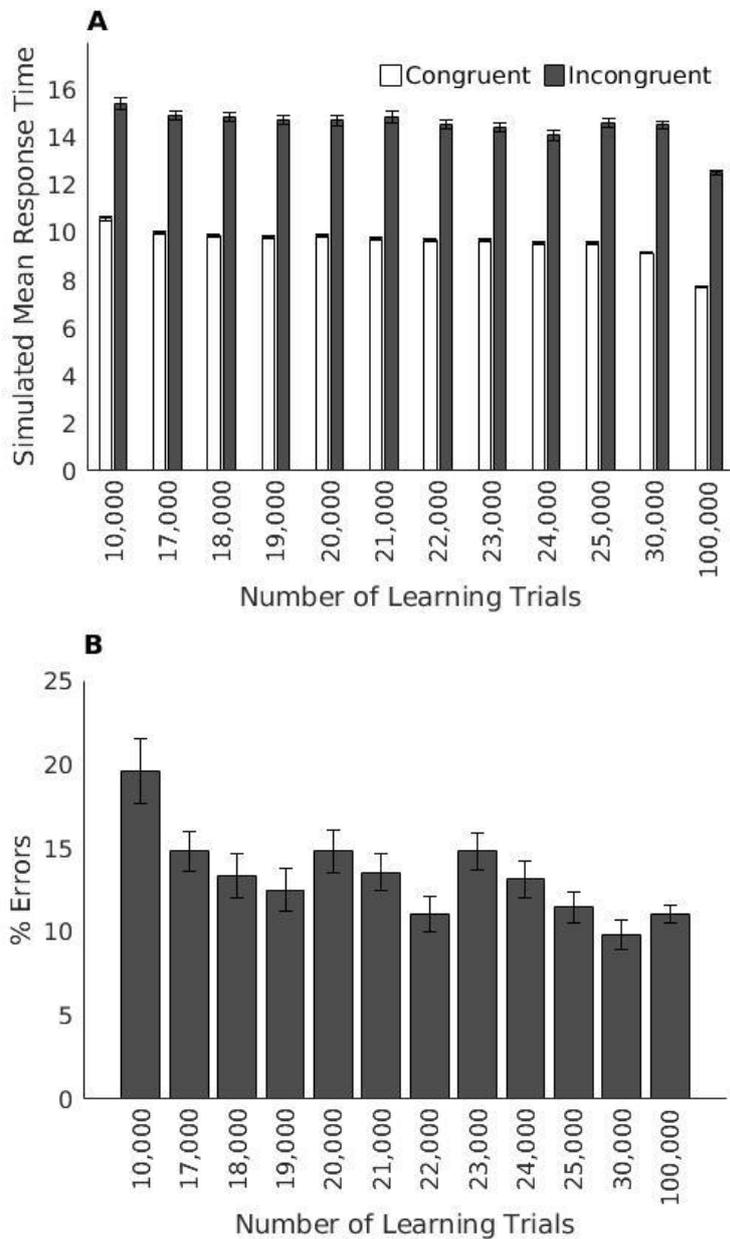 A
Congruent Incongruent
Simulated Mean Response Time
16
14
12
10
8
6
4
2
0
10,000 17,000 18,000 19,000 20,000 21,000 22,000 23,000 24,000 25,000 30,000 100,000
Number of Learning Trials
B
% Errors
25
20
15
10
5
0
10,000 17,000 18,000 19,000 20,000 21,000 22,000 23,000 24,000 25,000 30,000 100,000
Number of Learning Trials